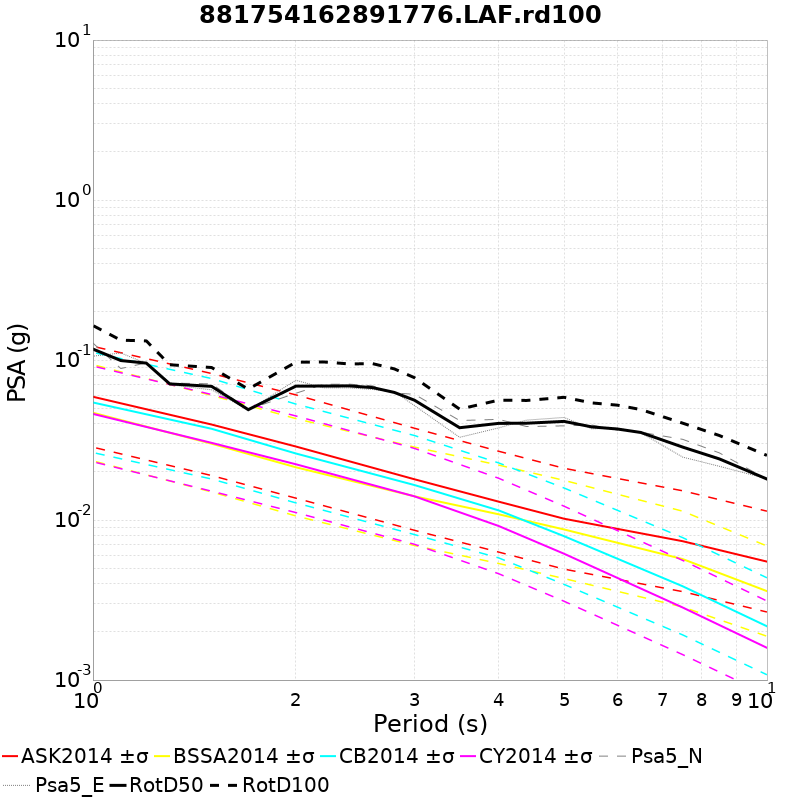 881754162891776.LAF.rd100
10^1
10^0
10^-1
10^-2
10^-3
PSA (g)
10^0 2 3 4 5 6 7 8 9 10^1
Period (s)
ASK2014 ±σ BSSA2014 ±σ CB2014 ±σ CY2014 ±σ Psa5_N
Psa5_E RotD50 RotD100